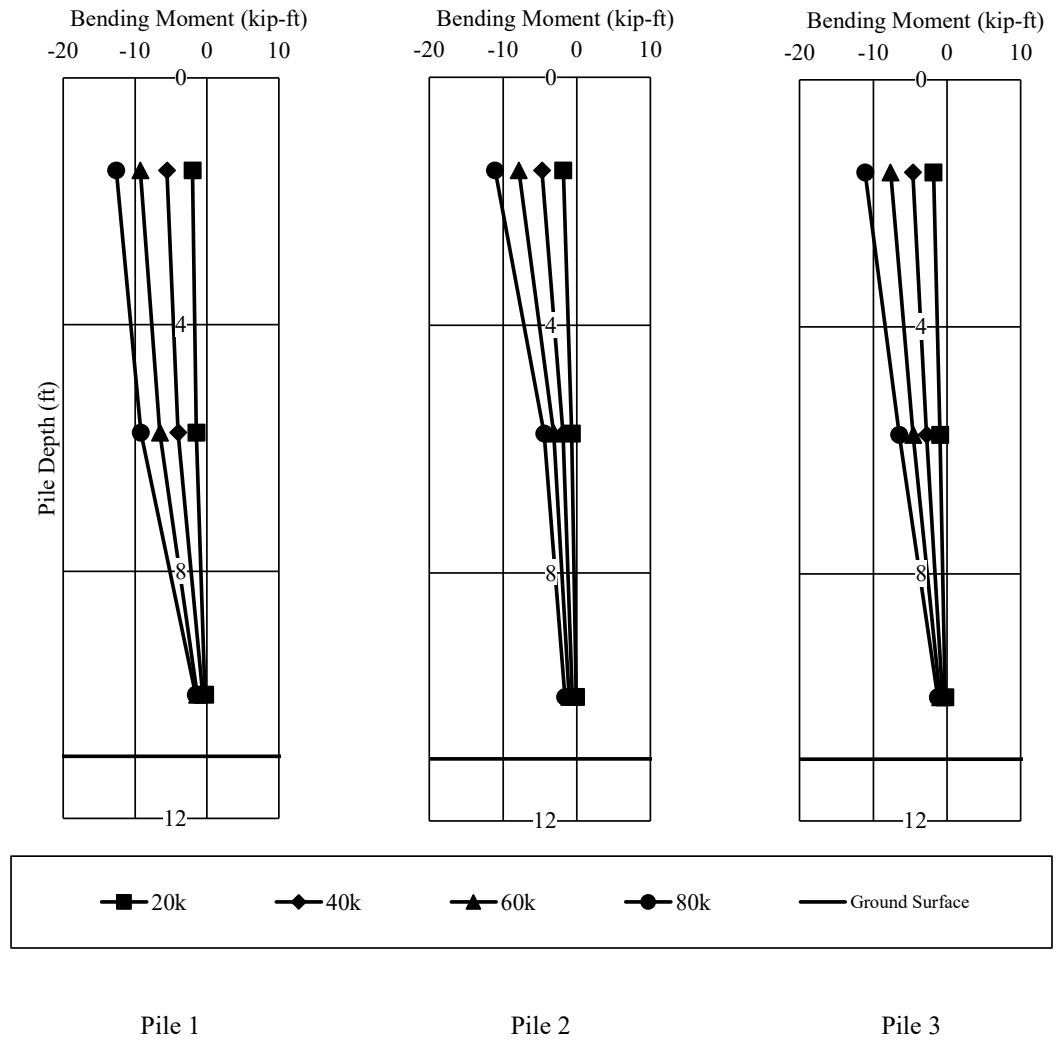 Bending Moment (kip-ft)
-20 -10 0 10
0
4
8
12
Pile Depth (ft)
Bending Moment (kip-ft)
-20 -10 0 10
0
4
8
12
Bending Moment (kip-ft)
-20 -10 0 10
0
4
8
12
20k 40k 60k 80k Ground Surface
Pile 1 Pile 2 Pile 3